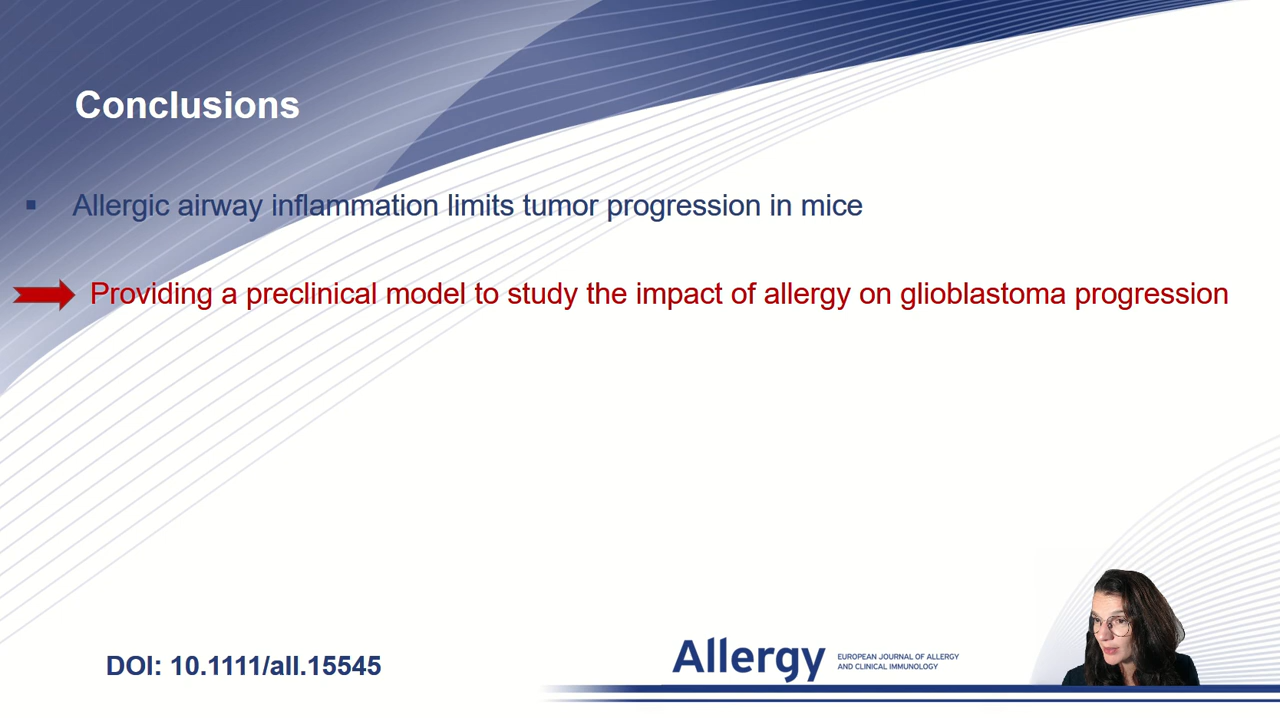 Conclusions
Allergic airway inflammation limits tumor progression in mice
Providing a preclinical model to study the impact of allergy on glioblastoma progression
DOI: 10.1111/all.15545
Allergy
EUROPEAN JOURNAL OF ALLERGY
AND CLINICAL IMMUNOLOGY